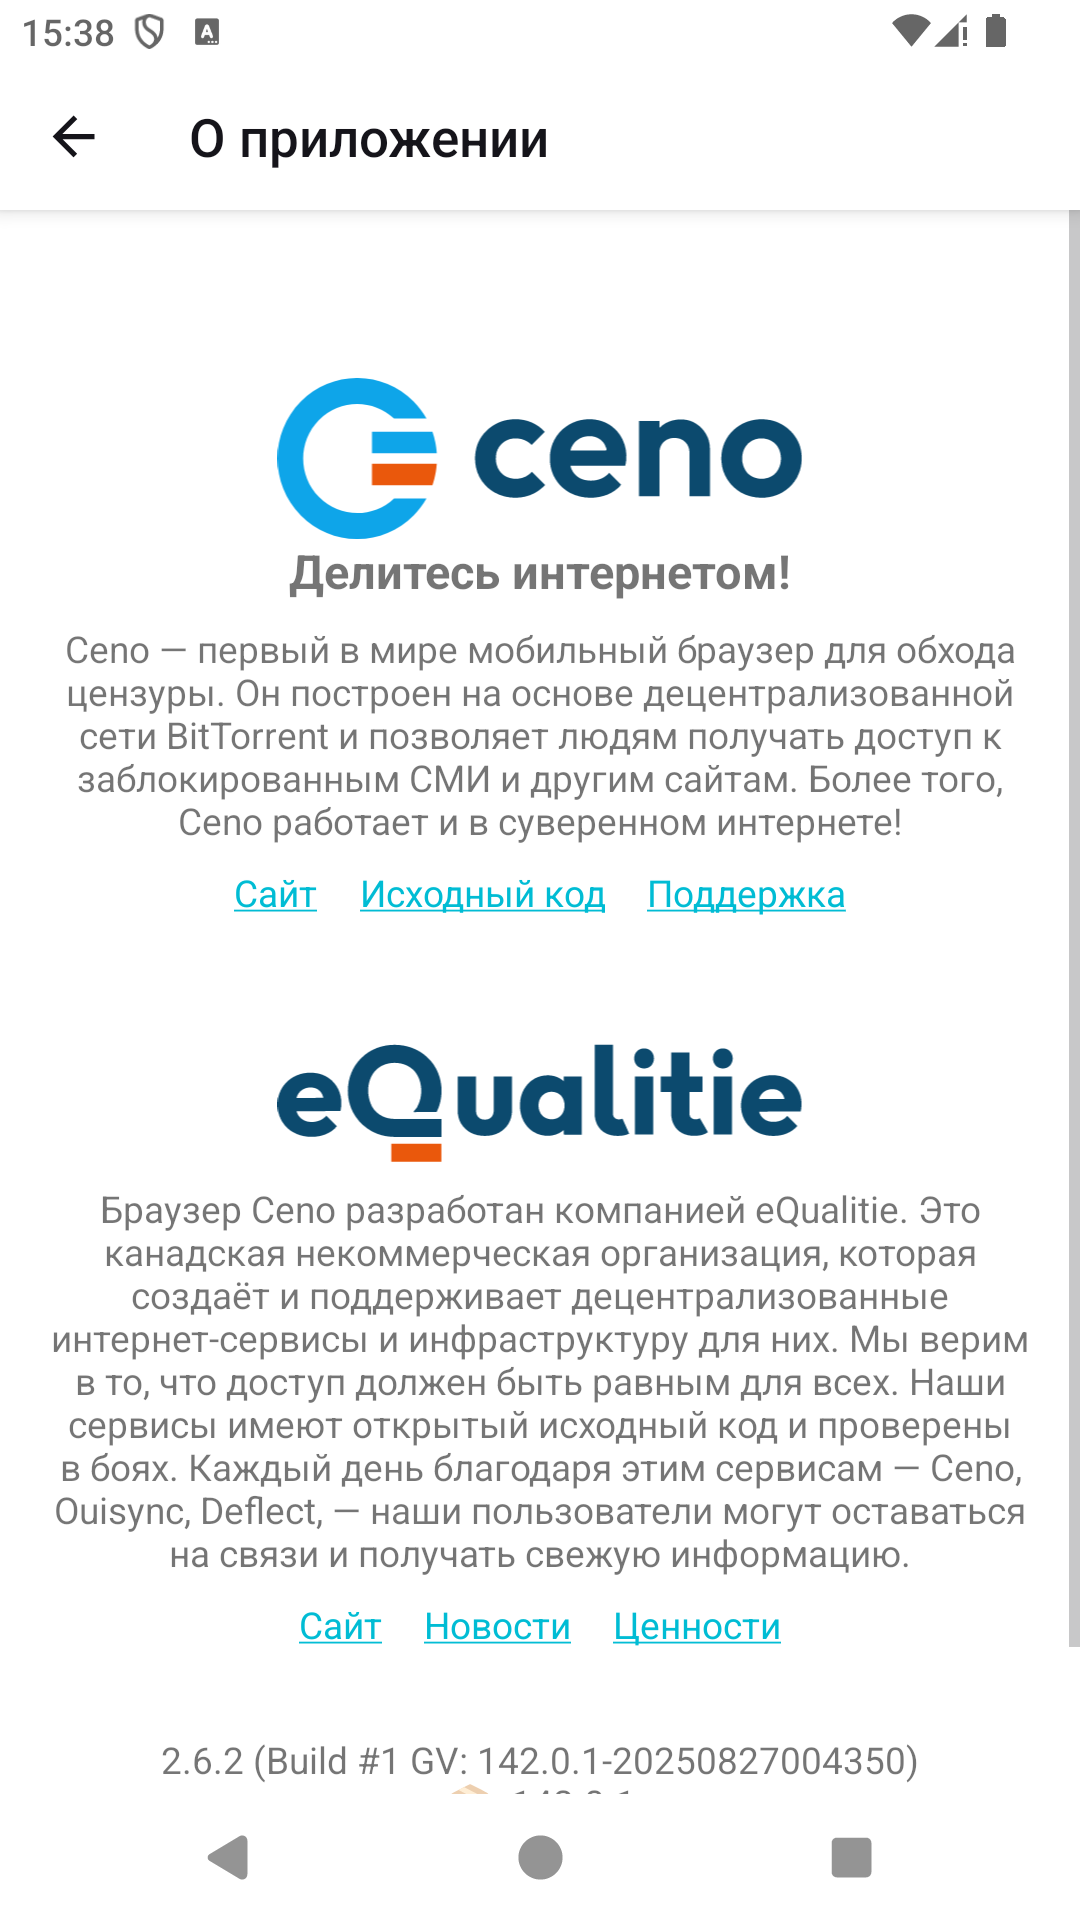 15:38
О приложении
ceno
Делитесь интернетом!
Ceno — первый в мире мобильный браузер для обхода
цензуры. Он построен на основе децентрализованной
сети BitTorrent и позволяет людям получать доступ к
заблокированным СМИ и другим сайтам. Более того,
Ceno работает и в суверенном интернете!
Сайт Исходный код Поддержка
eQualitie
Браузер Ceno разработан компанией eQualitie. Это
канадская некоммерческая организация, которая
создаёт и поддерживает децентрализованные
интернет-сервисы и инфраструктуру для них. Мы верим
в то, что доступ должен быть равным для всех. Наши
сервисы имеют открытый исходный код и проверены
в боях. Каждый день благодаря этим сервисам — Ceno,
Ouisync, Deflect, — наши пользователи могут оставаться
на связи и получать свежую информацию.
Сайт Новости Ценности
2.6.2 (Build #1 GV: 142.0.1-20250827004350)